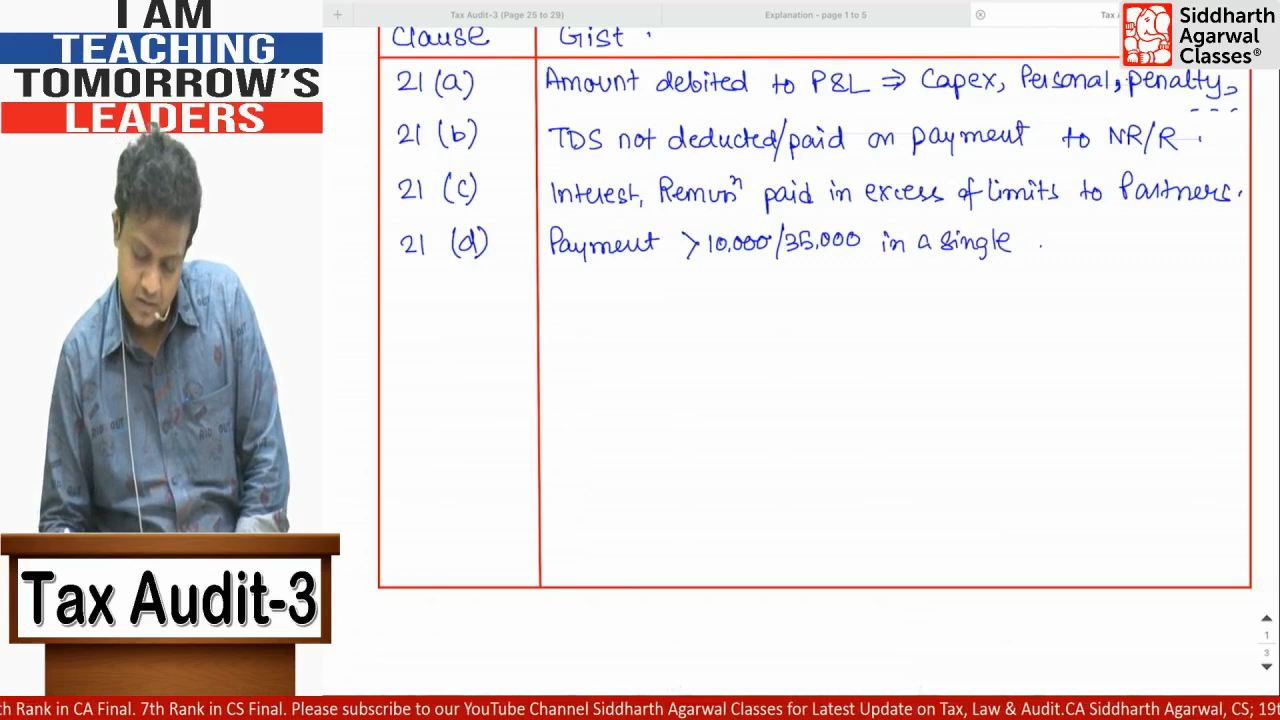 I AM
TEACHING
TOMORROW'S
LEADERS
Tax Audit-3 (Page 25 to 29)
Explanation - page 1 to 5
Ta
Siddharth
Agarwal
Classes®
Clause Gist
21 (a) Amount debited to P&L ⇒ Capex, Personal, penalty, ---
21 (b) TDS not deducted/paid on payment to NR/R
21 (c) Interest, Remunⁿ paid in excess of limits to Partners.
21 (d) Payment > 10,000/35,000 in a single
Tax Audit-3
1
3
th Rank in CA Final. 7th Rank in CS Final. Please subscribe to our YouTube Channel Siddharth Agarwal Classes for Latest Update on Tax, Law & Audit.CA Siddharth Agarwal, CS; 19t